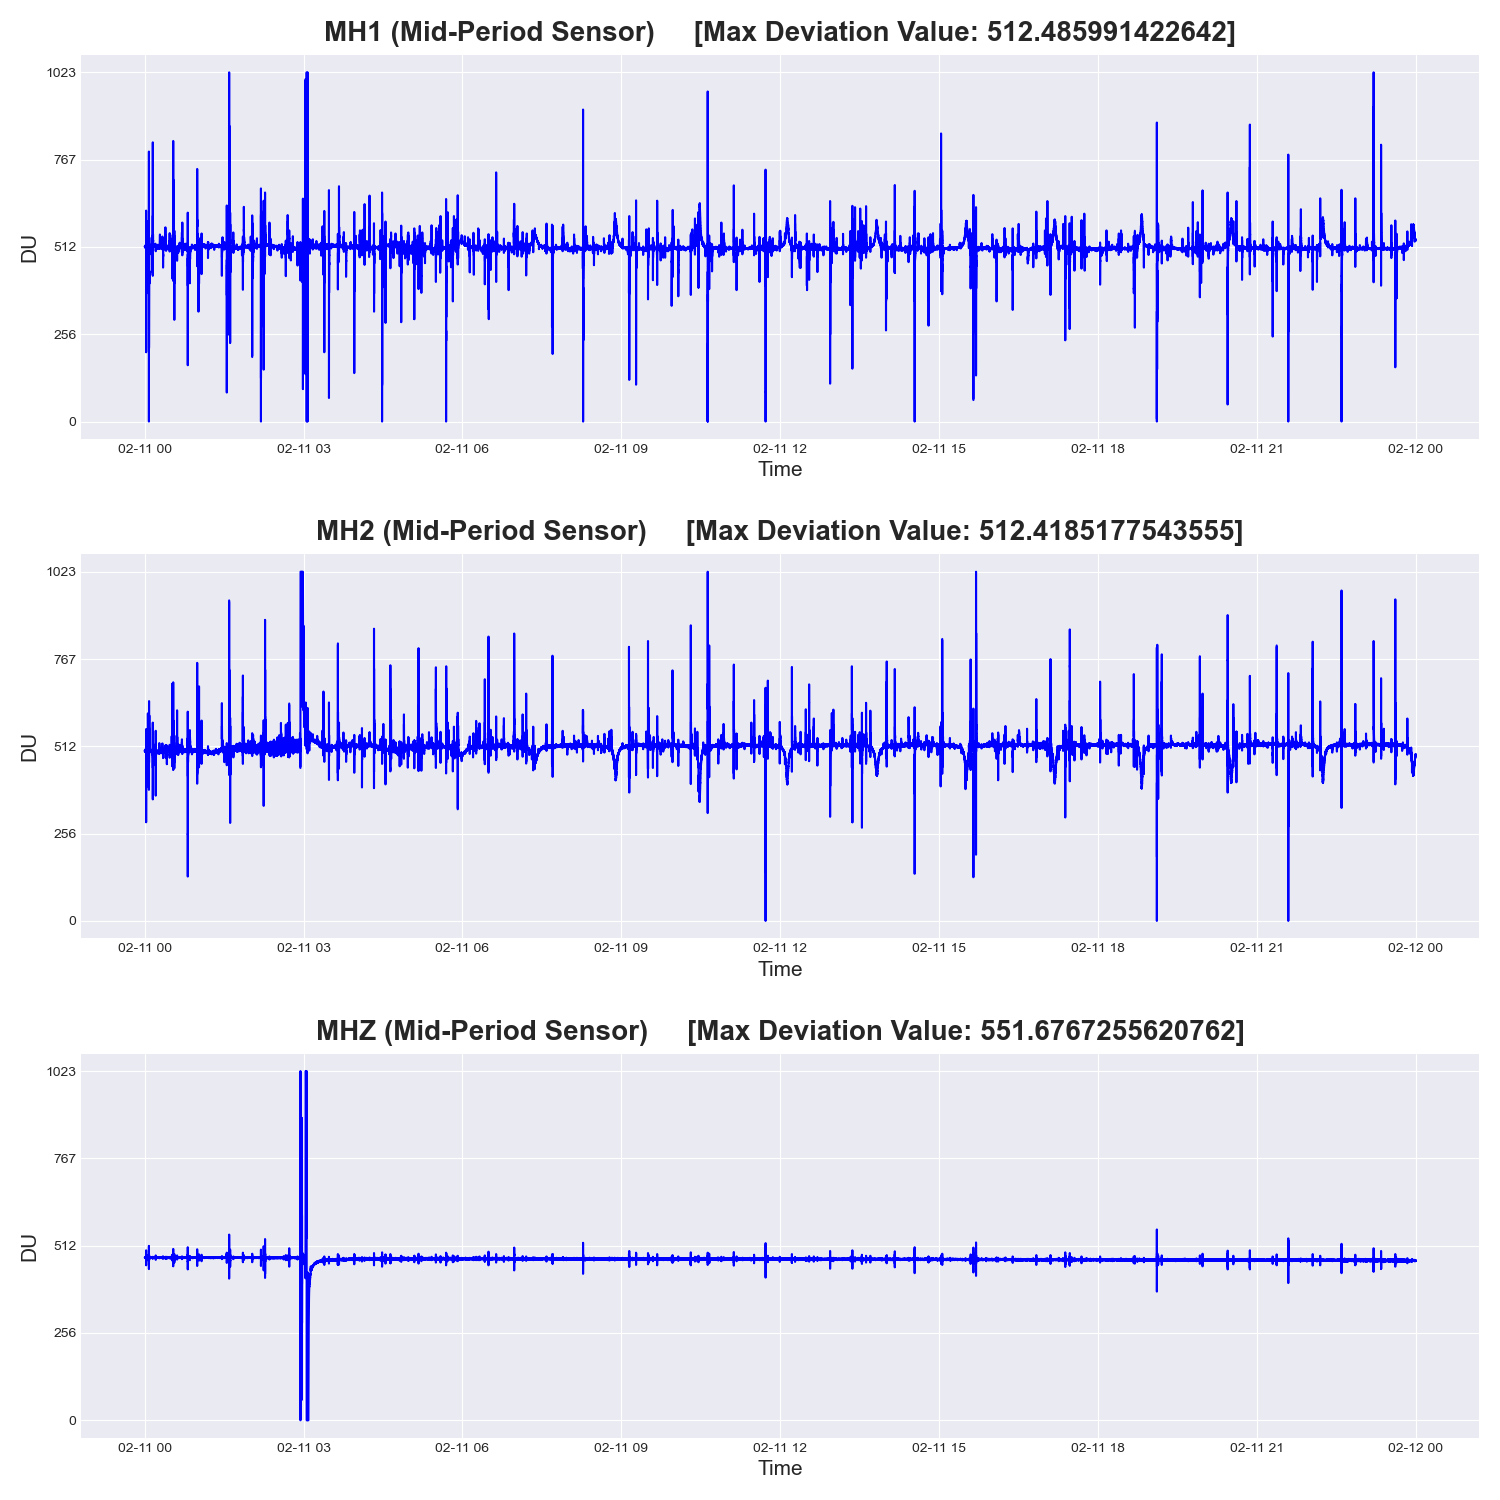 MH1 (Mid-Period Sensor) [Max Deviation Value: 512.485991422642]
1023
767
DU
512
256
0
02-11 00 02-11 03 02-11 06 02-11 09 02-11 12 02-11 15 02-11 18 02-11 21 02-12 00
Time
MH2 (Mid-Period Sensor) [Max Deviation Value: 512.4185177543555]
1023
767
DU
512
256
0
02-11 00 02-11 03 02-11 06 02-11 09 02-11 12 02-11 15 02-11 18 02-11 21 02-12 00
Time
MHZ (Mid-Period Sensor) [Max Deviation Value: 551.6767255620762]
1023
767
DU
512
256
0
02-11 00 02-11 03 02-11 06 02-11 09 02-11 12 02-11 15 02-11 18 02-11 21 02-12 00
Time